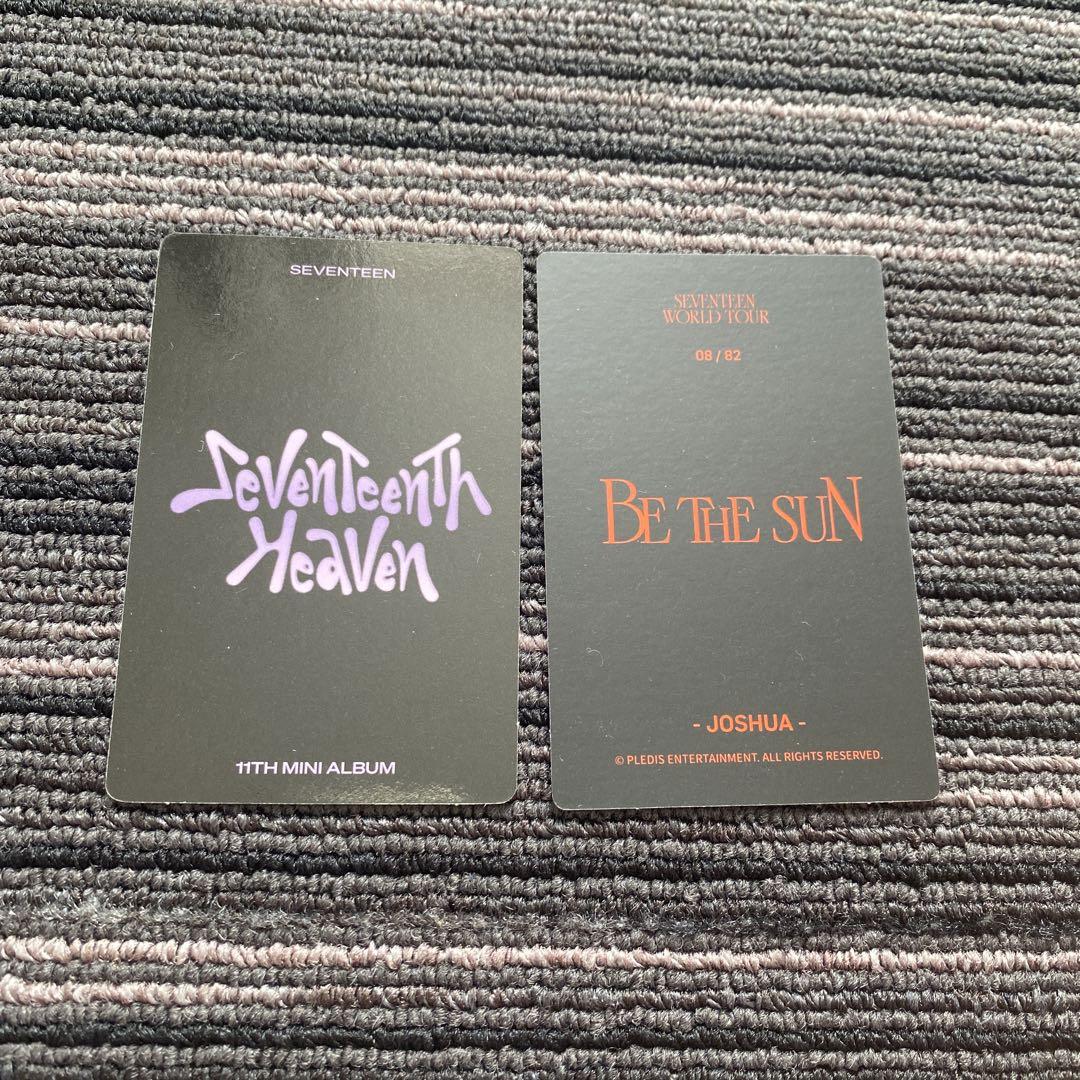 SEVENTEEN
SEVENTEENTH
HEAVEN
11TH MINI ALBUM
SEVENTEEN
WORLD TOUR
08 / 82
BE THE SUN
- JOSHUA -
© PLEDIS ENTERTAINMENT. ALL RIGHTS RESERVED.